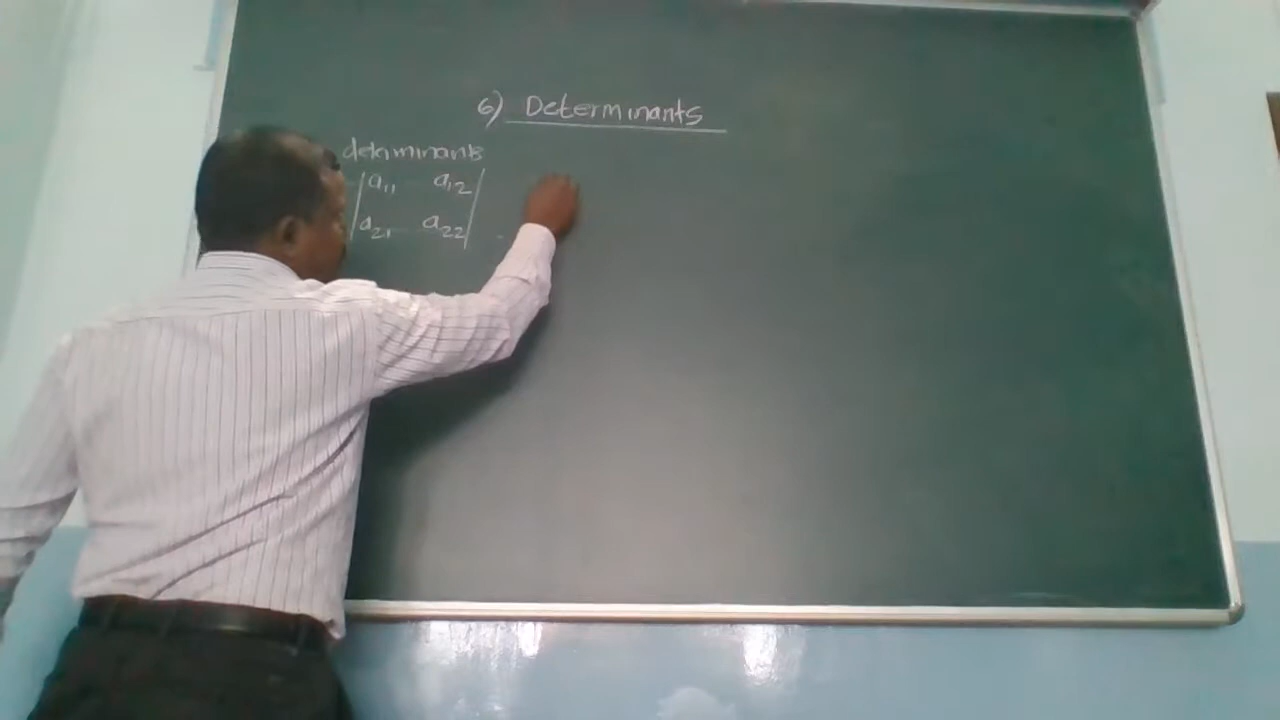 6) Determinants
determinants
| a11 a12 |
| a21 a22 |